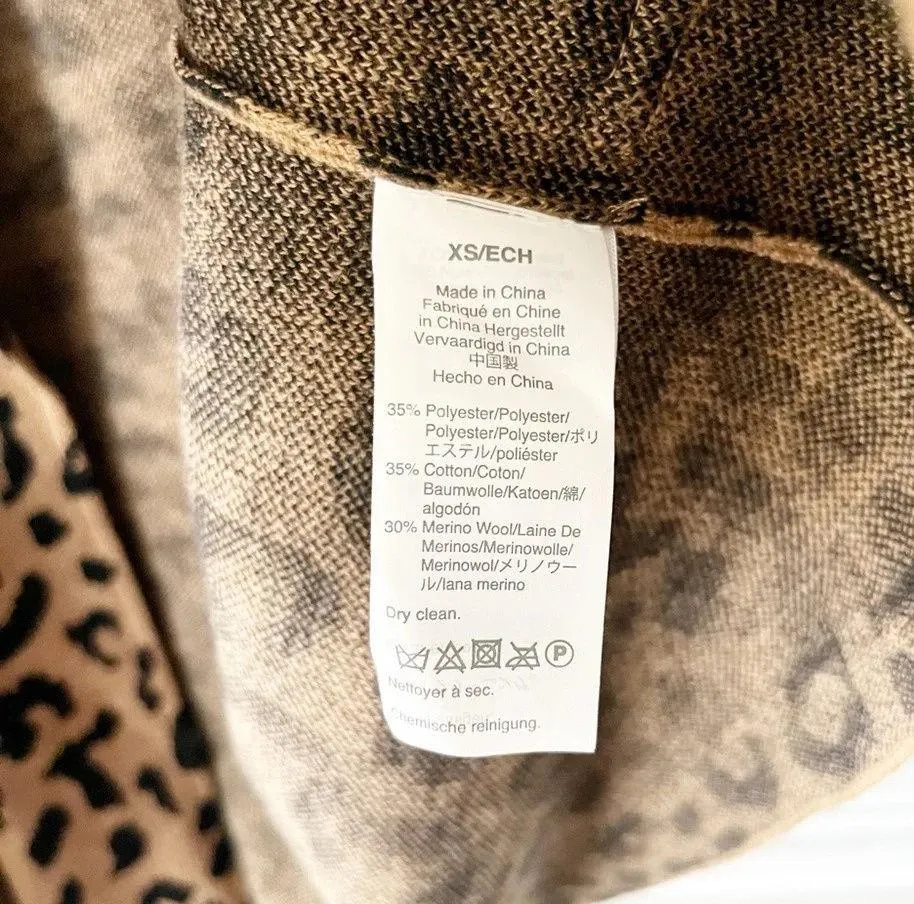 XS/ECH
Made in China
Fabriqué en Chine
in China Hergestellt
Vervaardigd in China
中国製
Hecho en China
35% Polyester/Polyester/
Polyester/Polyester/ポリ
エステル/poliéster
35% Cotton/Coton/
Baumwolle/Katoen/綿/
algodón
30% Merino Wool/Laine De
Merinos/Merinowolle/
Merinowol/メリノウー
ル/lana merino
Dry clean.
P
Nettoyer à sec.
Chemische reinigung.